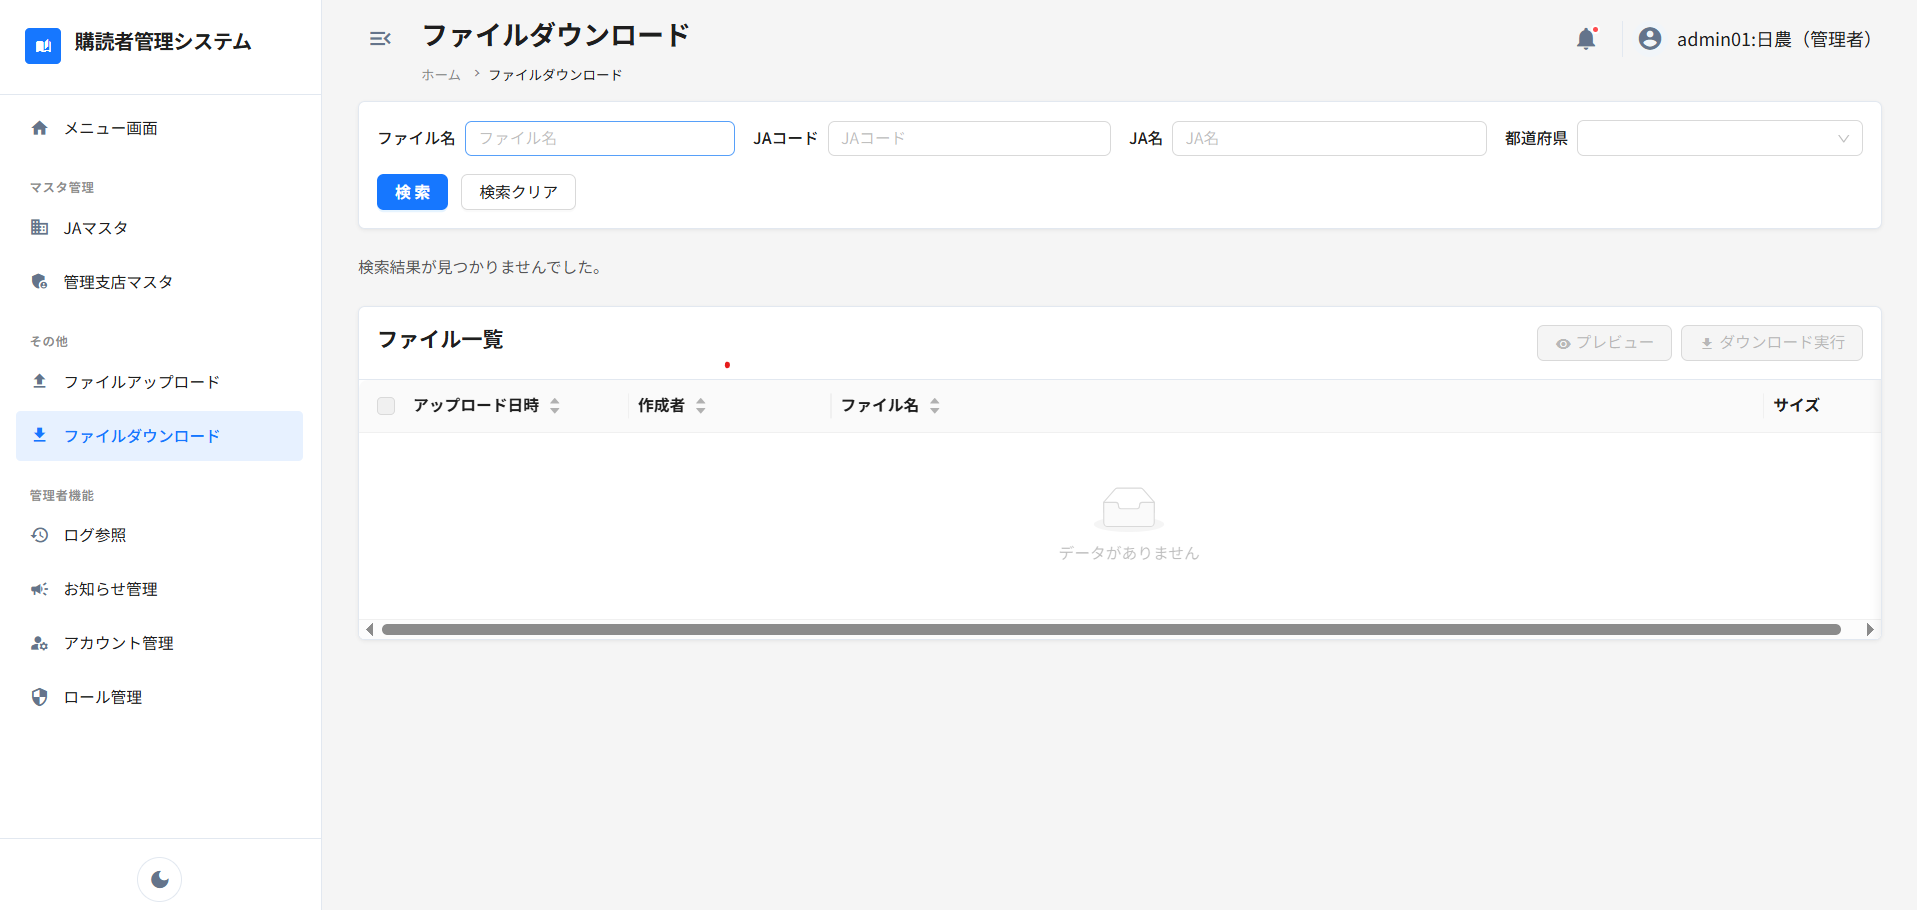 購読者管理システム
メニュー画面
マスタ管理
JAマスタ
管理支店マスタ
その他
ファイルアップロード
ファイルダウンロード
管理者機能
ログ参照
お知らせ管理
アカウント管理
ロール管理
ファイルダウンロード
admin01:日農（管理者）
ホーム > ファイルダウンロード
ファイル名 ファイル名 JAコード JAコード JA名 JA名 都道府県
検索 検索クリア
検索結果が見つかりませんでした。
ファイル一覧
プレビュー ダウンロード実行
アップロード日時 作成者 ファイル名 サイズ
データがありません